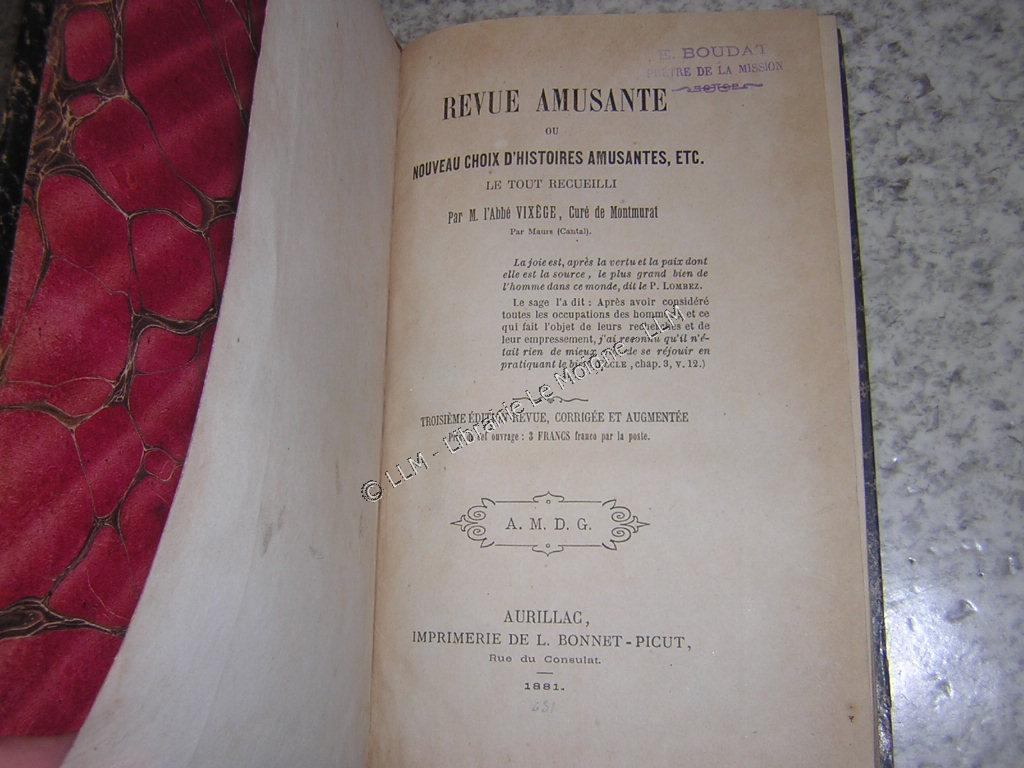 E. BOUDAT
PRÊTRE DE LA MISSION
REVUE AMUSANTE
OU
NOUVEAU CHOIX D'HISTOIRES AMUSANTES, ETC.
LE TOUT RECUEILLI
Par M. l'Abbé VIXÈGE, Curé de Montmurat
Par Maurs (Cantal).
La joie est, après la vertu et la paix dont
elle est la source, le plus grand bien de
l'homme dans ce monde, dit le P. LOMBEZ.
Le sage l'a dit : Après avoir considéré
toutes les occupations des hommes, et ce
qui fait l'objet de leurs recherches et de
leur empressement, j'ai reconnu qu'il n'é-
tait rien de mieux que de se réjouir en
pratiquant le bien, chap. 3, v. 12.)
TROISIÈME ÉDITION REVUE, CORRIGÉE ET AUGMENTÉE
ouvrage : 3 FRANCS franco par la poste.
© LLM - Librairie Le Moigne - LLM
A. M. D. G.
AURILLAC,
IMPRIMERIE DE L. BONNET-PICUT,
Rue du Consulat.
1881.